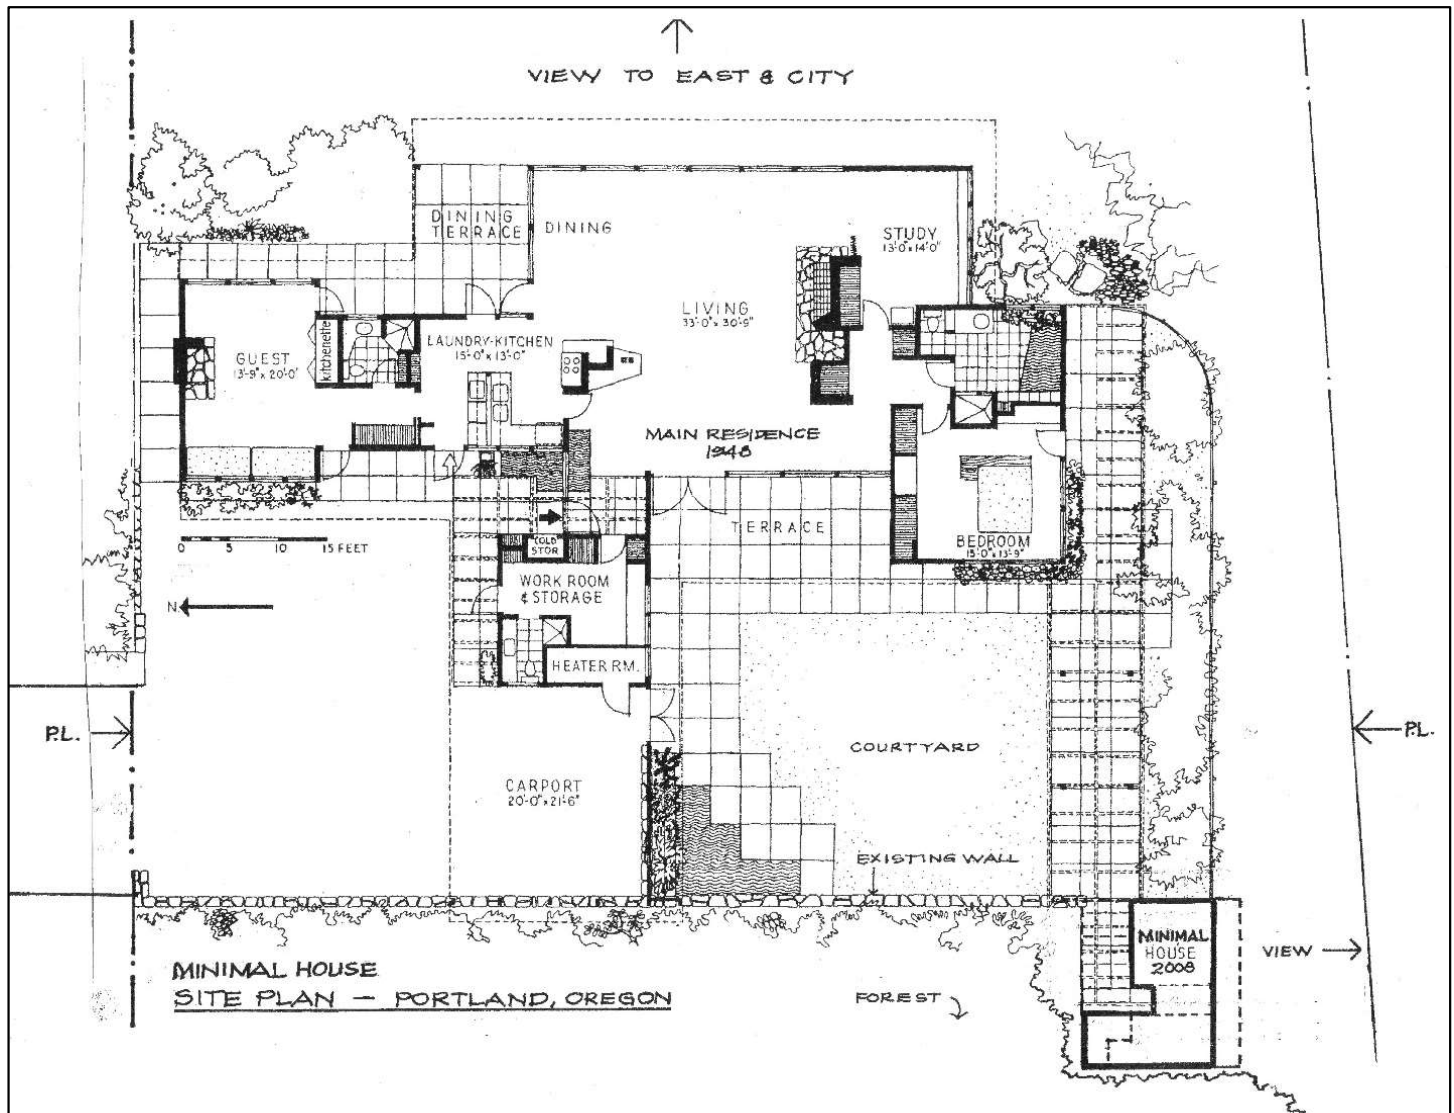 VIEW TO EAST & CITY
DINING
TERRACE
DINING
STUDY
13'-0" x 14'-0"
LIVING
33'-0" x 30'-9"
LAUNDRY-KITCHEN
15'-0" x 13'-0"
kitchenette
GUEST
13'-9" x 20'-0"
MAIN RESIDENCE
1948
TERRACE
BEDROOM
15'-0" x 13'-9"
COLD
STOR
0 5 10 15 FEET
WORK ROOM
& STORAGE
N
HEATER RM.
P.L.
P.L.
COURTYARD
CARPORT
20'-0" x 21'-6"
EXISTING WALL
MINIMAL
HOUSE
2008
VIEW
MINIMAL HOUSE
SITE PLAN - PORTLAND, OREGON
FOREST